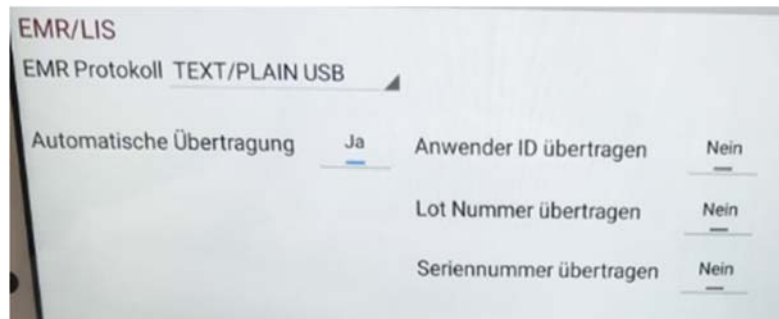 EMR/LIS
EMR Protokoll TEXT/PLAIN USB
Automatische Übertragung Ja Anwender ID übertragen Nein
Lot Nummer übertragen Nein
Seriennummer übertragen Nein